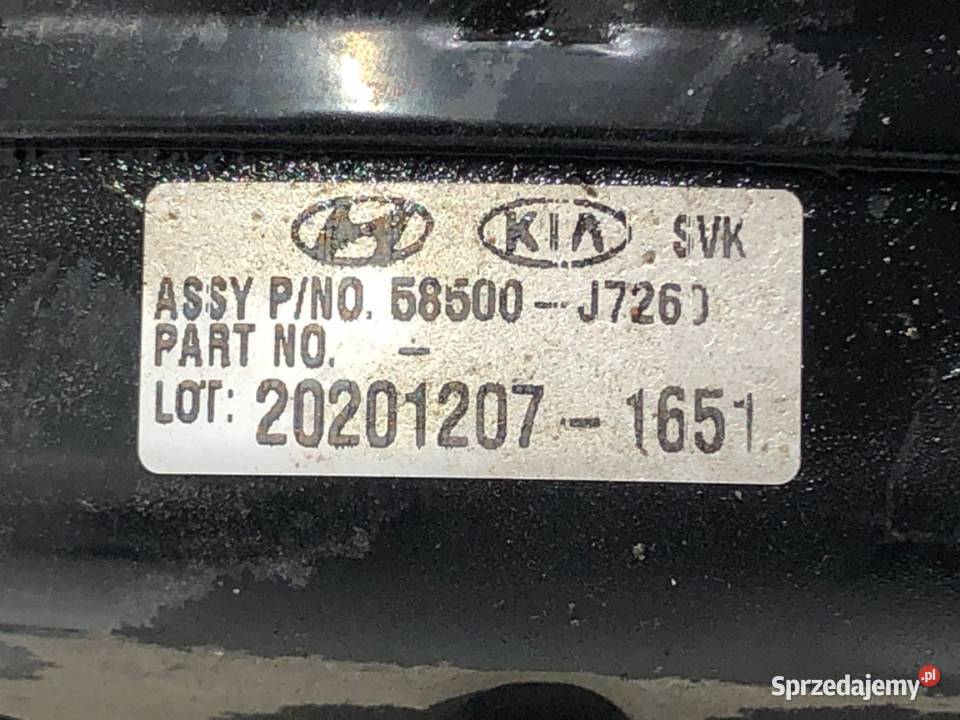 KIA SVK
ASSY P/NO. 58500-J7260
PART NO. -
LOT: 20201207-1651
Sprzedajemy.pl